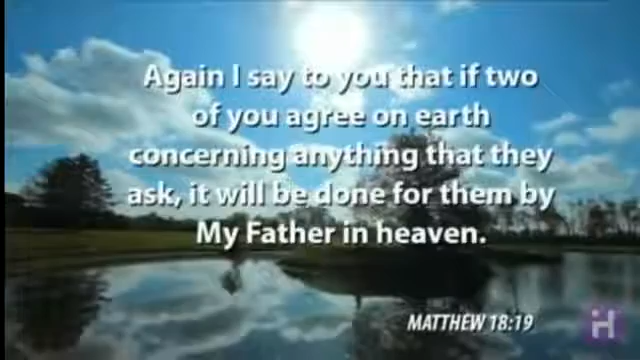 Again I say to you that if two
of you agree on earth
concerning anything that they
ask, it will be done for them by
My Father in heaven.
MATTHEW 18:19
H